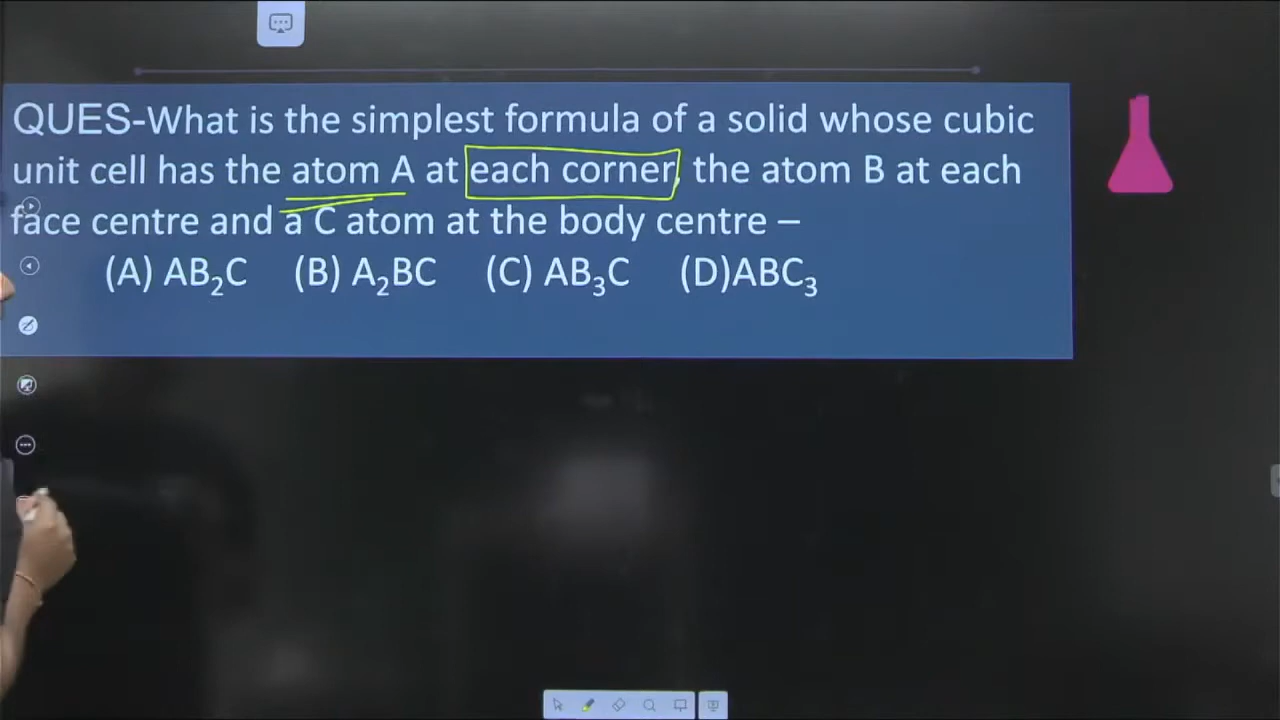 QUES-What is the simplest formula of a solid whose cubic
unit cell has the atom A at each corner, the atom B at each
face centre and a C atom at the body centre –
(A) AB₂C (B) A₂BC (C) AB₃C (D)ABC₃